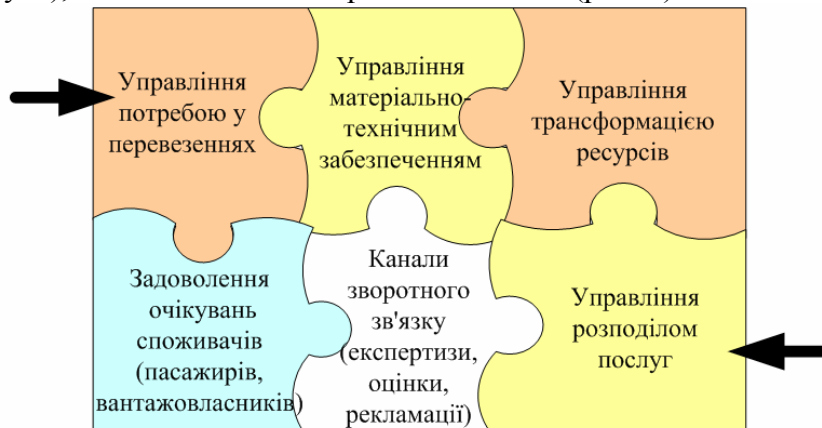 Управління
потребою у
перевезеннях
Управління
матеріально-
технічним
забезпеченням
Управління
трансформацією
ресурсів
Задоволення
очікувань
споживачів
(пасажирів,
вантажовласників)
Канали
зворотного
зв'язку
(експертизи,
оцінки,
рекламації)
Управління
розподілом
послуг